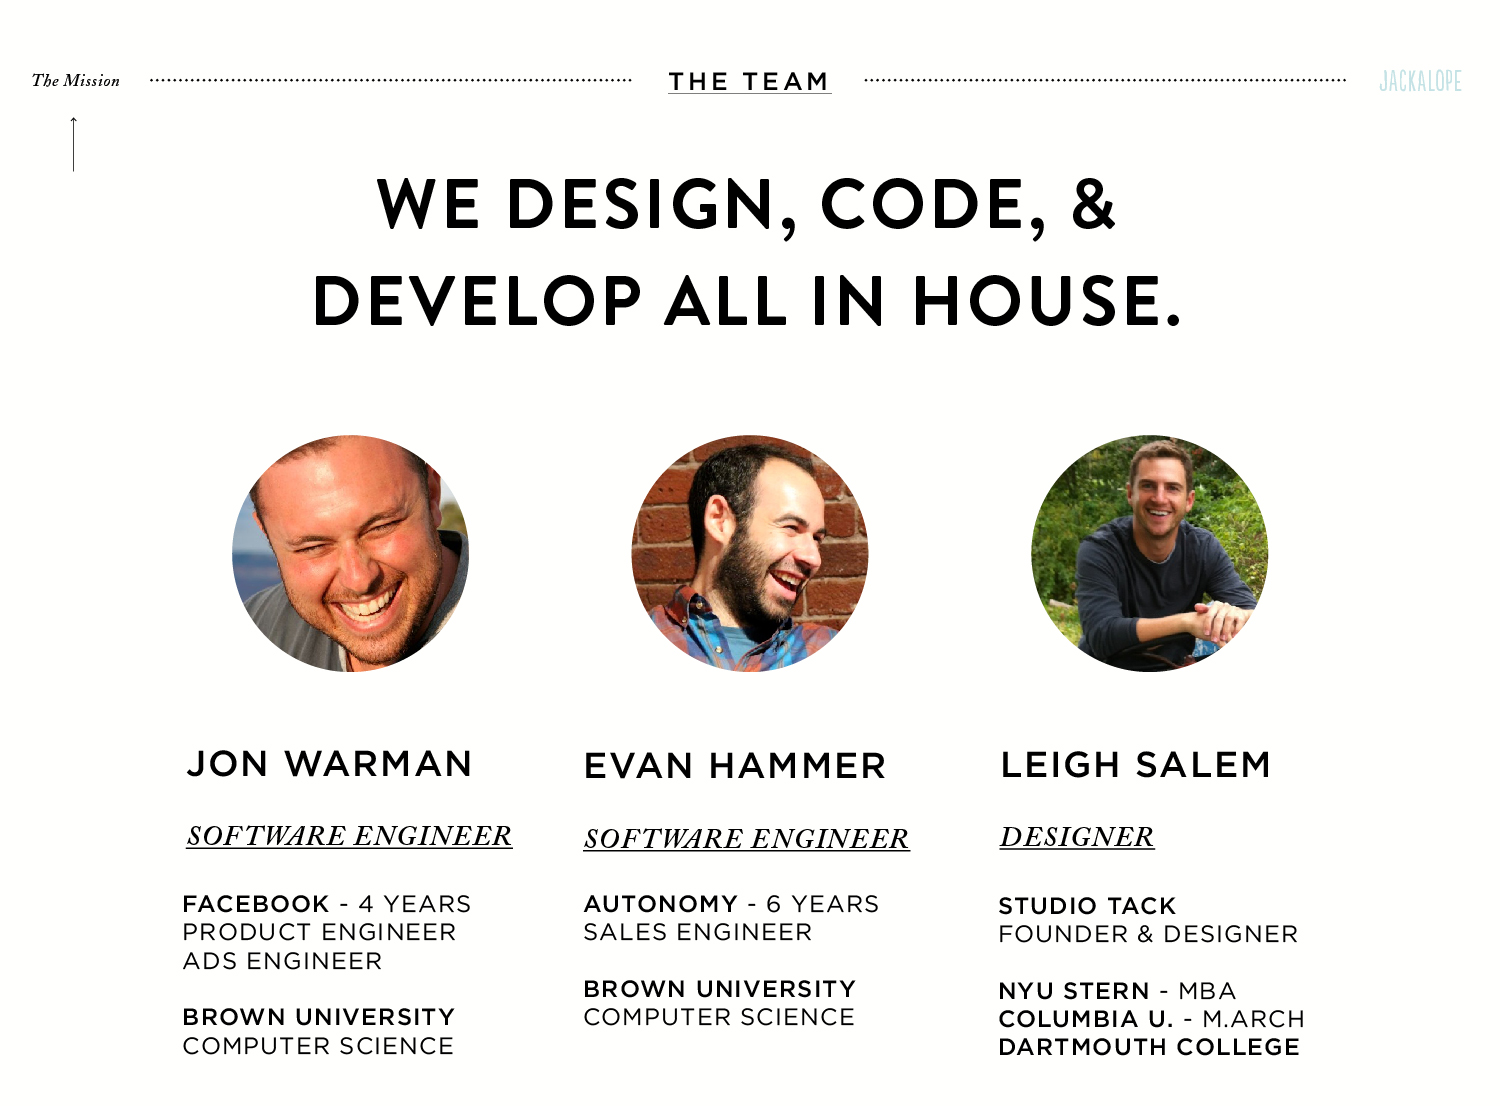 The Mission
THE TEAM
JACKALOPE
WE DESIGN, CODE, &
DEVELOP ALL IN HOUSE.
JON WARMAN
SOFTWARE ENGINEER
FACEBOOK - 4 YEARS
PRODUCT ENGINEER
ADS ENGINEER
BROWN UNIVERSITY
COMPUTER SCIENCE
EVAN HAMMER
SOFTWARE ENGINEER
AUTONOMY - 6 YEARS
SALES ENGINEER
BROWN UNIVERSITY
COMPUTER SCIENCE
LEIGH SALEM
DESIGNER
STUDIO TACK
FOUNDER & DESIGNER
NYU STERN - MBA
COLUMBIA U. - M.ARCH
DARTMOUTH COLLEGE